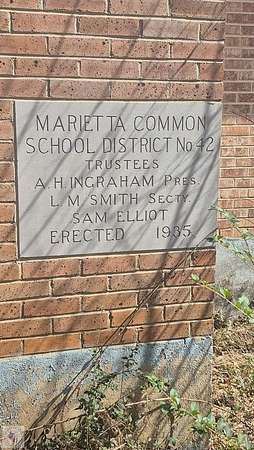 MARIETTA COMMON
SCHOOL DISTRICT No 42
TRUSTEES
A. H. INGRAHAM PRES.
L. M. SMITH SECTY.
SAM ELLIOT
ERECTED 1935